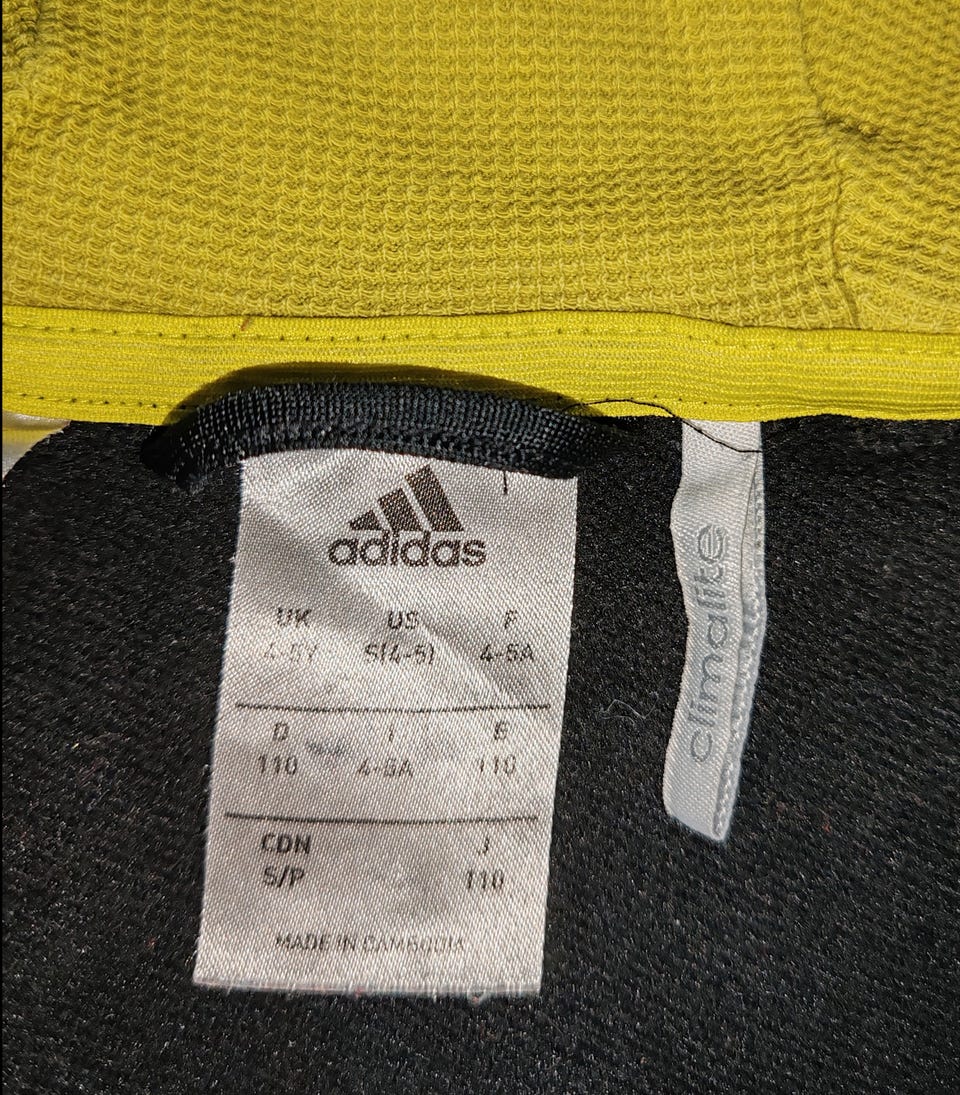 adidas
UK US F
4-5Y S(4-5) 4-5A
D I E
110 4-5A 110
CDN J
S/P 110
MADE IN CAMBODIA
climalite